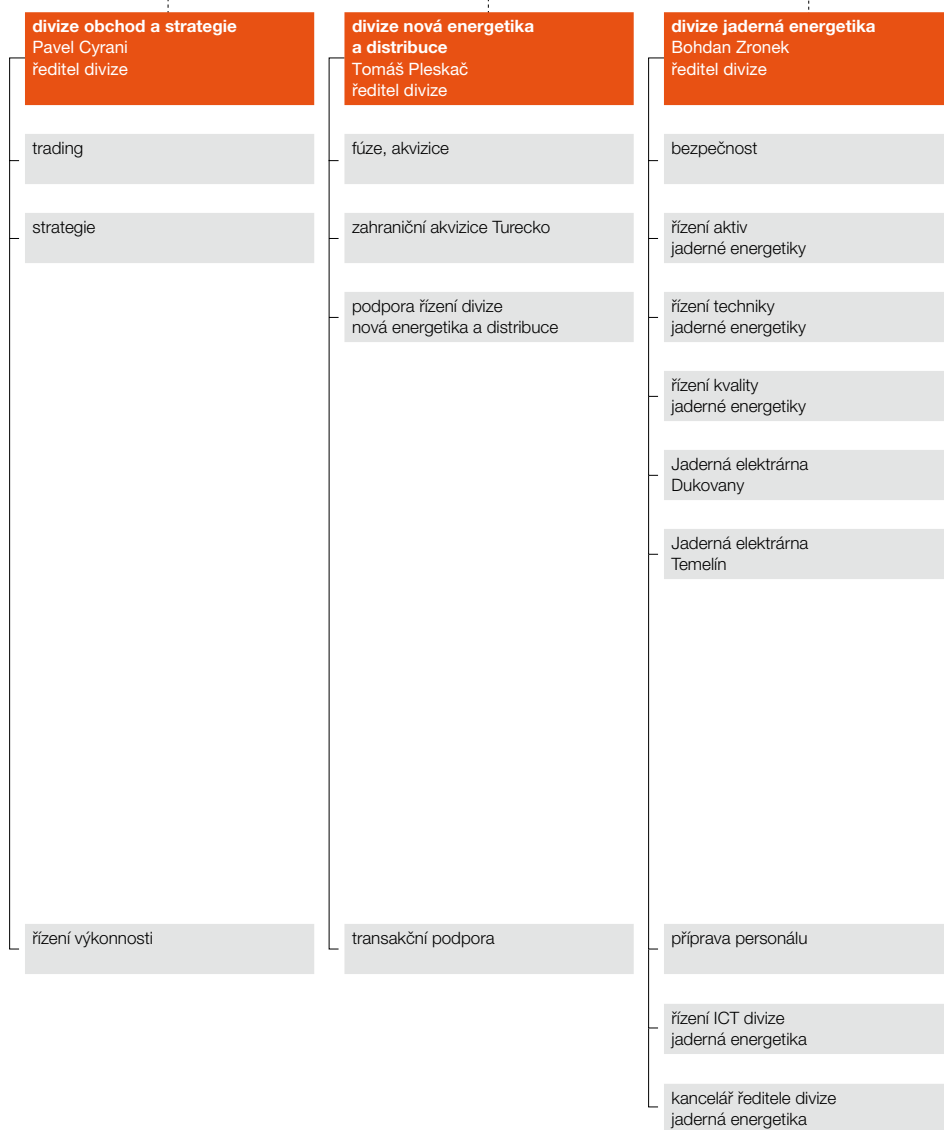 divize obchod a strategie
Pavel Cyrani
ředitel divize
trading
strategie
řízení výkonnosti
divize nová energetika
a distribuce
Tomáš Pleskač
ředitel divize
fúze, akvizice
zahraniční akvizice Turecko
podpora řízení divize
nová energetika a distribuce
transakční podpora
divize jaderná energetika
Bohdan Zronek
ředitel divize
bezpečnost
řízení aktiv
jaderné energetiky
řízení techniky
jaderné energetiky
řízení kvality
jaderné energetiky
Jaderná elektrárna
Dukovany
Jaderná elektrárna
Temelín
příprava personálu
řízení ICT divize
jaderná energetika
kancelář ředitele divize
jaderná energetika